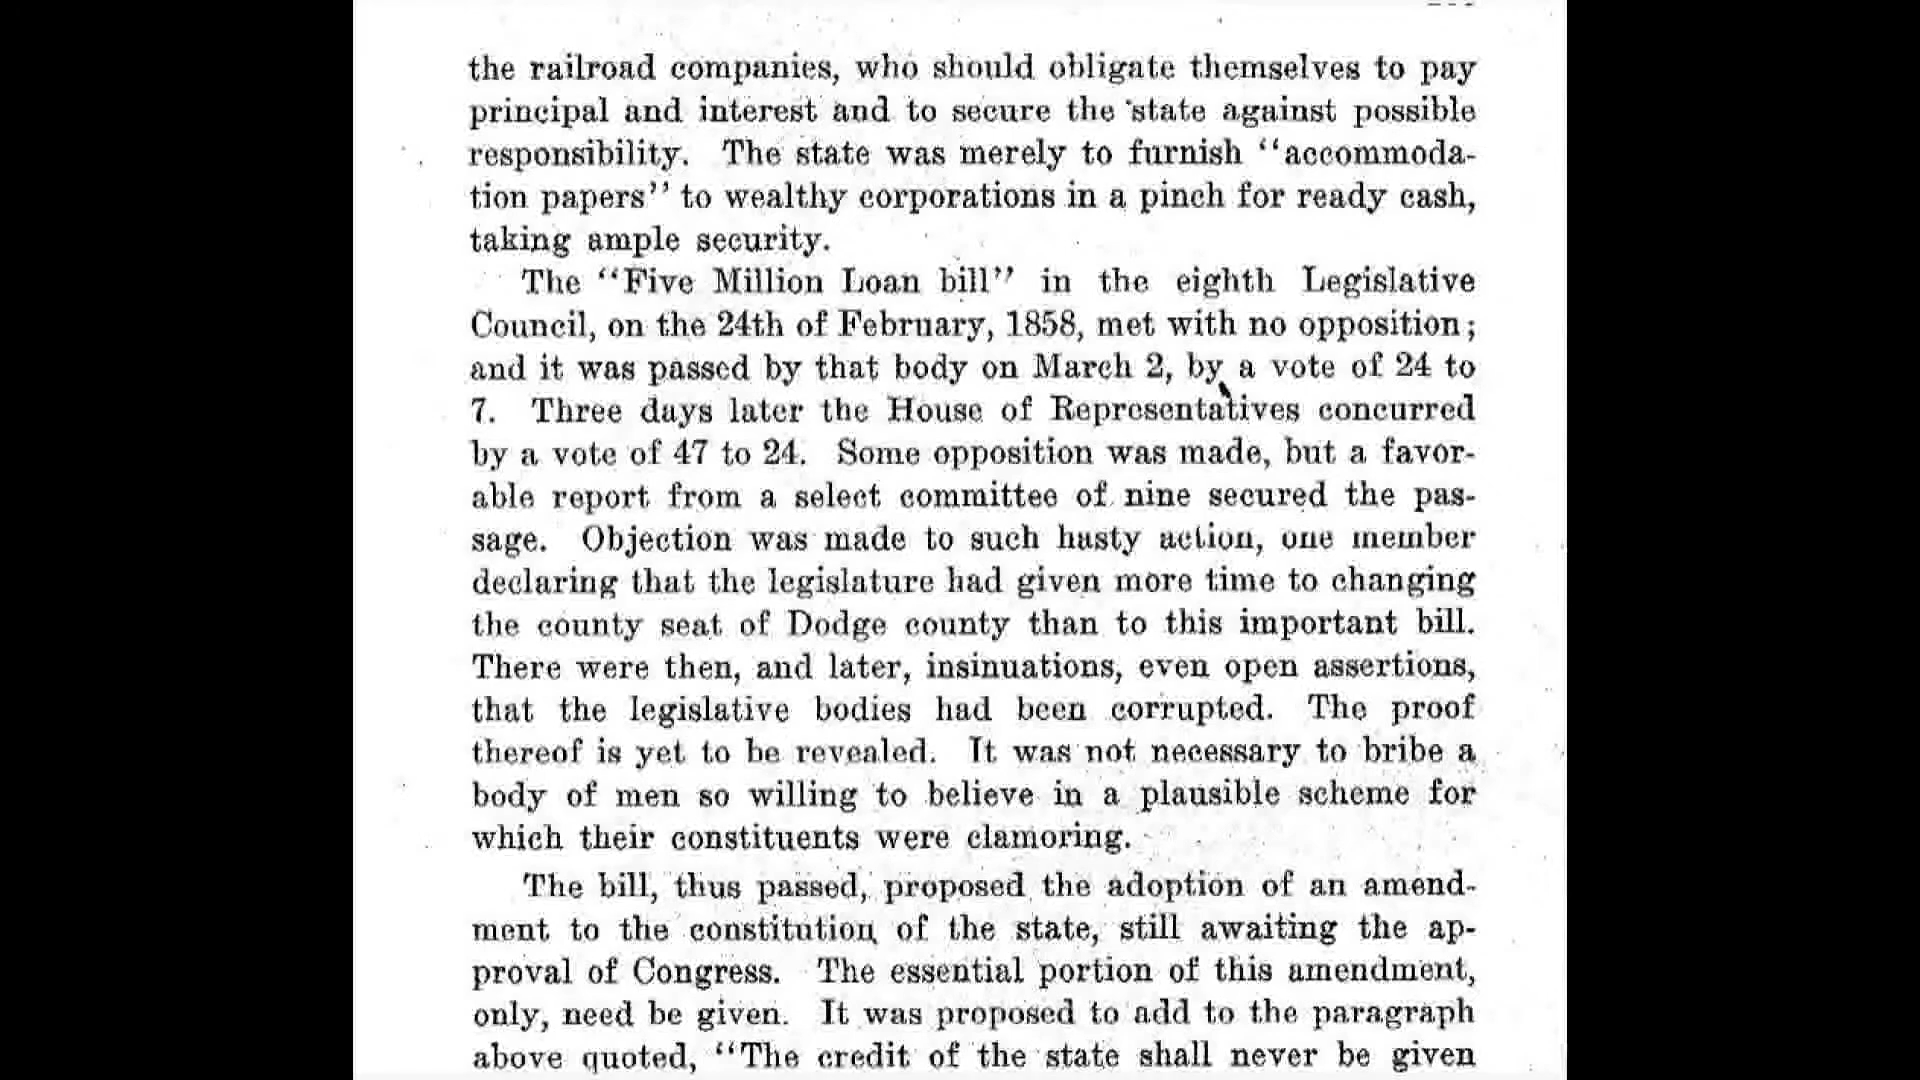 the railroad companies, who should obligate themselves to pay
principal and interest and to secure the state against possible
responsibility. The state was merely to furnish "accommoda-
tion papers" to wealthy corporations in a pinch for ready cash,
taking ample security.
The "Five Million Loan bill" in the eighth Legislative
Council, on the 24th of February, 1858, met with no opposition;
and it was passed by that body on March 2, by a vote of 24 to
7. Three days later the House of Representatives concurred
by a vote of 47 to 24. Some opposition was made, but a favor-
able report from a select committee of nine secured the pas-
sage. Objection was made to such hasty action, one member
declaring that the legislature had given more time to changing
the county seat of Dodge county than to this important bill.
There were then, and later, insinuations, even open assertions,
that the legislative bodies had been corrupted. The proof
thereof is yet to be revealed. It was not necessary to bribe a
body of men so willing to believe in a plausible scheme for
which their constituents were clamoring.
The bill, thus passed, proposed the adoption of an amend-
ment to the constitution of the state, still awaiting the ap-
proval of Congress. The essential portion of this amendment,
only, need be given. It was proposed to add to the paragraph
above quoted, "The credit of the state shall never be given